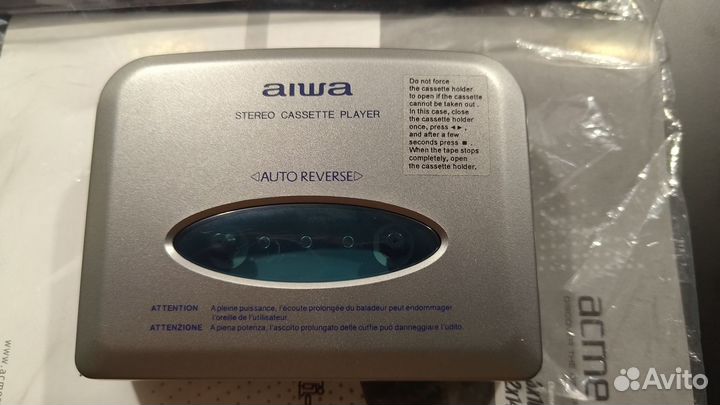 aiwa
STEREO CASSETTE PLAYER
Do not force
the cassette holder
to open if the cassette
cannot be taken out .
In this case, close
the cassette holder
once, press ◄► ,
and after a few
seconds press ■ .
When the tape stops
completely, open
the cassette holder.
◁AUTO REVERSE▷
ATTENTION A pleine puissance, l'écoute prolongée du baladeur peut endommager
l'oreille de l'utilisateur.
ATTENZIONE A piena potenza, l'ascolto prolungato delle cuffie può danneggiare l'udito.
acme
Avito